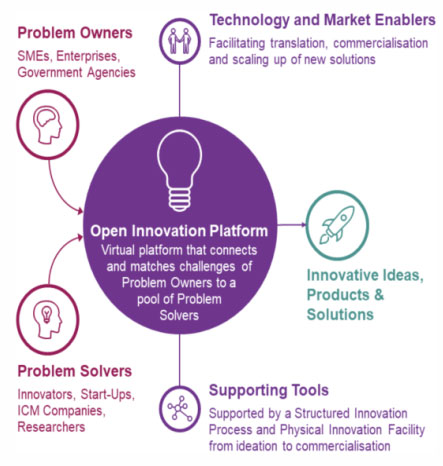 Problem Owners
SMEs, Enterprises,
Government Agencies
Technology and Market Enablers
Facilitating translation, commercialisation
and scaling up of new solutions
Open Innovation Platform
Virtual platform that connects
and matches challenges of
Problem Owners to a
pool of Problem
Solvers
Innovative Ideas,
Products &
Solutions
Problem Solvers
Innovators, Start-Ups,
ICM Companies,
Researchers
Supporting Tools
Supported by a Structured Innovation
Process and Physical Innovation Facility
from ideation to commercialisation